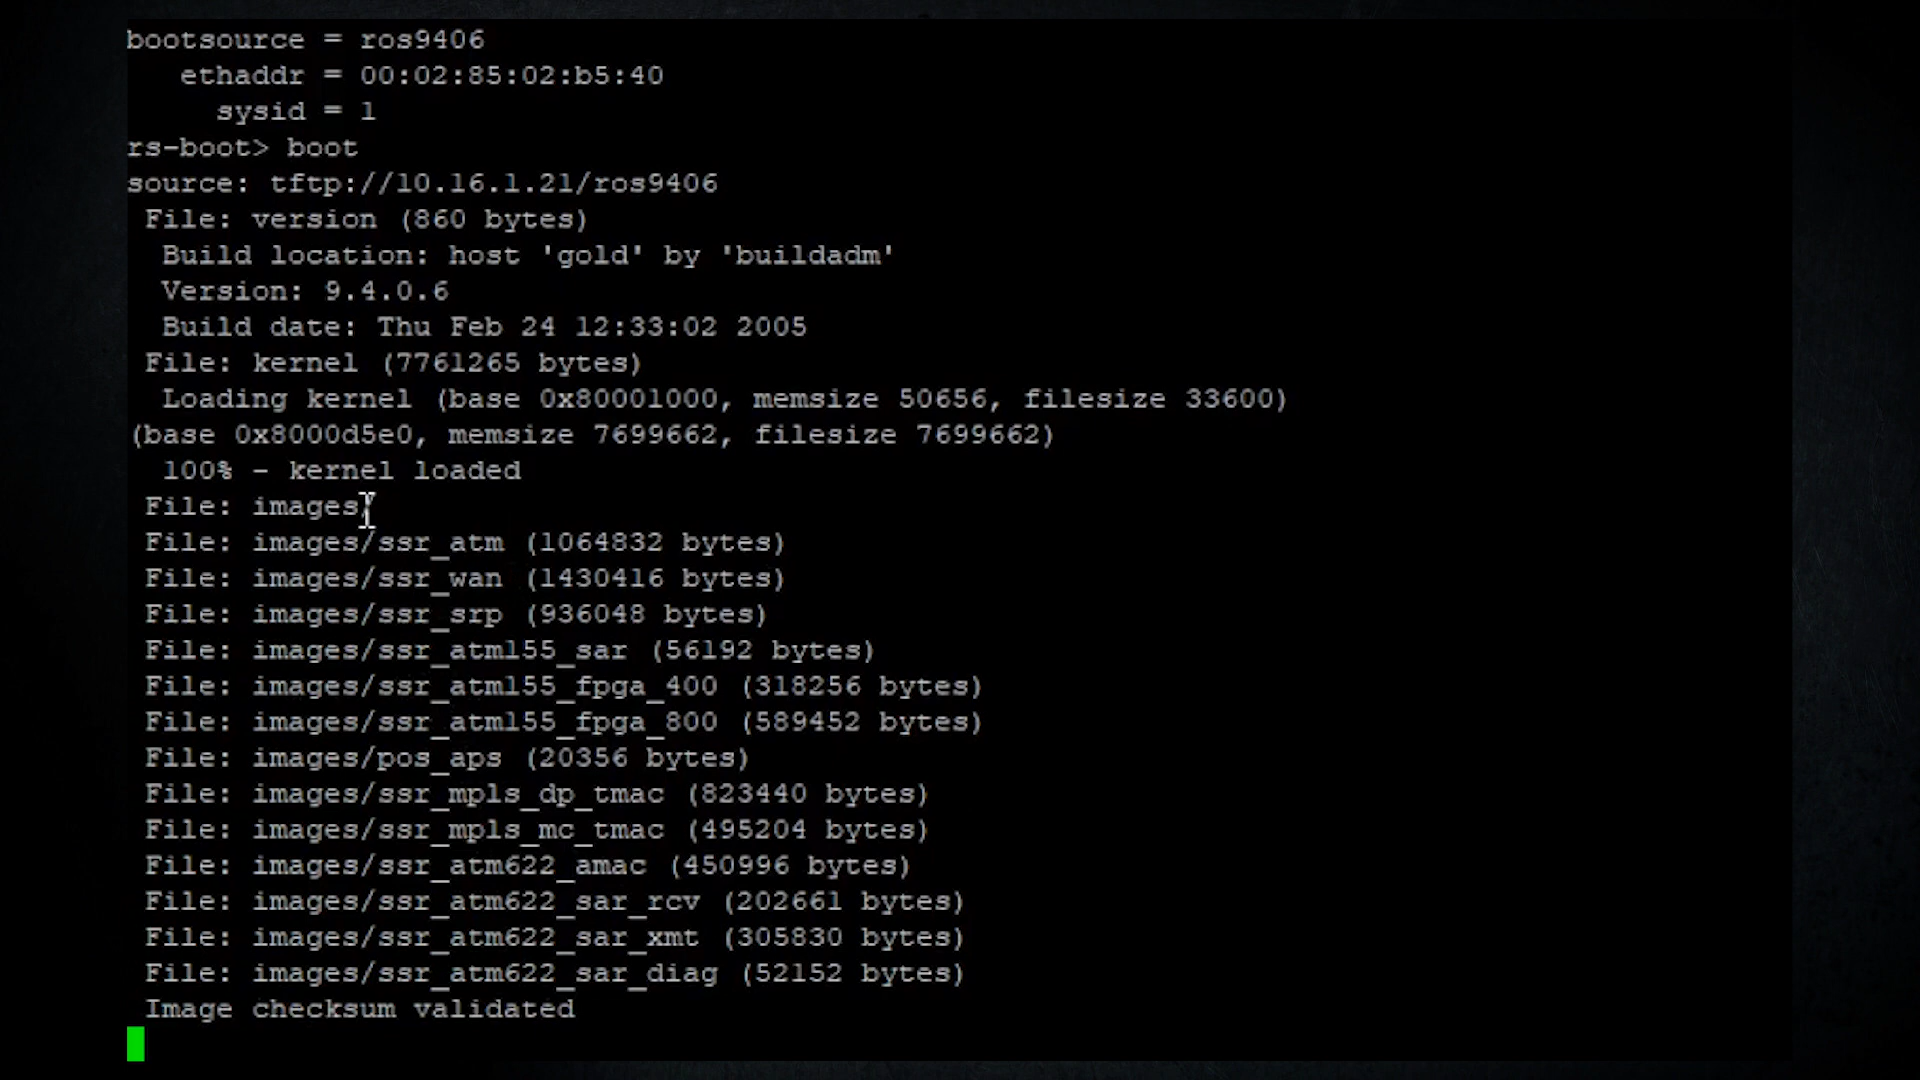 bootsource = ros9406
ethaddr = 00:02:85:02:b5:40
sysid = 1
rs-boot> boot
source: tftp://10.16.1.21/ros9406
File: version (860 bytes)
Build location: host 'gold' by 'buildadm'
Version: 9.4.0.6
Build date: Thu Feb 24 12:33:02 2005
File: kernel (7761265 bytes)
Loading kernel (base 0x80001000, memsize 50656, filesize 33600)
(base 0x8000d5e0, memsize 7699662, filesize 7699662)
100% - kernel loaded
File: images/
File: images/ssr_atm (1064832 bytes)
File: images/ssr_wan (1430416 bytes)
File: images/ssr_srp (936048 bytes)
File: images/ssr_atm155_sar (56192 bytes)
File: images/ssr_atm155_fpga_400 (318256 bytes)
File: images/ssr_atm155_fpga_800 (589452 bytes)
File: images/pos_aps (20356 bytes)
File: images/ssr_mpls_dp_tmac (823440 bytes)
File: images/ssr_mpls_mc_tmac (495204 bytes)
File: images/ssr_atm622_amac (450996 bytes)
File: images/ssr_atm622_sar_rcv (202661 bytes)
File: images/ssr_atm622_sar_xmt (305830 bytes)
File: images/ssr_atm622_sar_diag (52152 bytes)
Image checksum validated